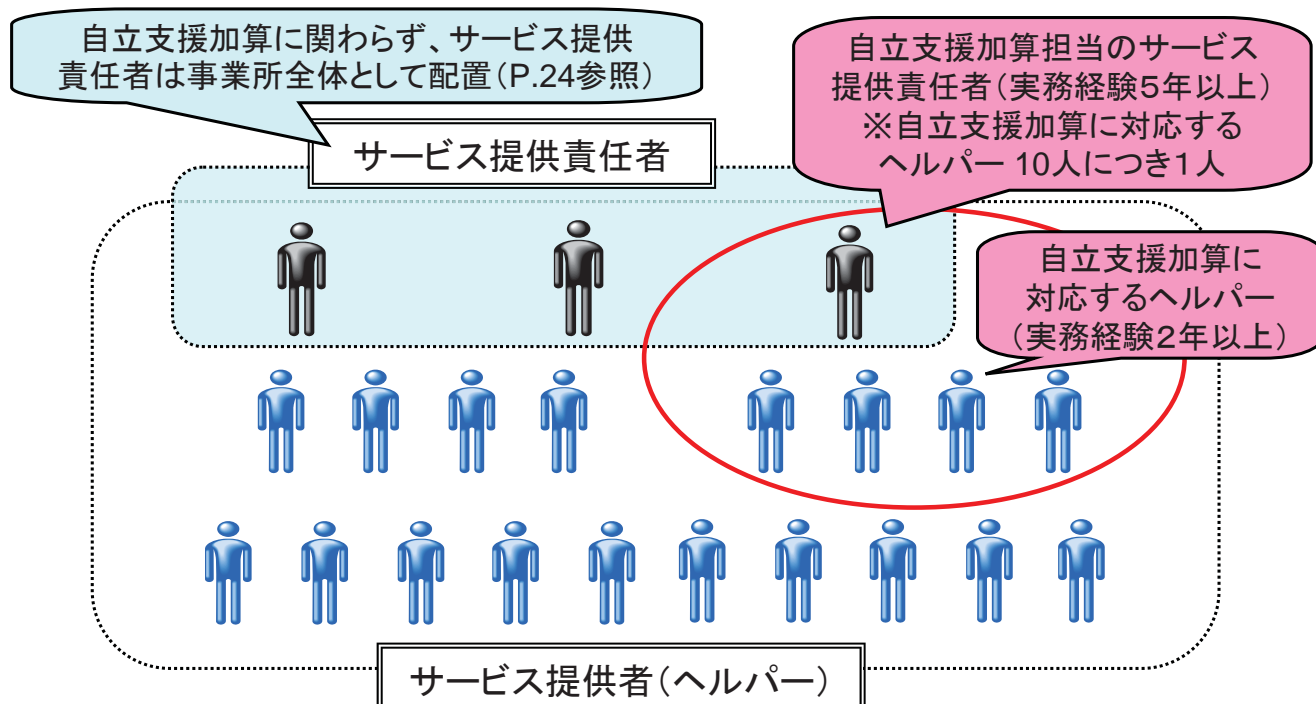 自立支援加算に関わらず、サービス提供
責任者は事業所全体として配置（P.24参照）
自立支援加算担当のサービス
提供責任者（実務経験5年以上）
※自立支援加算に対応する
ヘルパー 10人につき１人
サービス提供責任者
自立支援加算に
対応するヘルパー
（実務経験２年以上）
サービス提供者（ヘルパー）